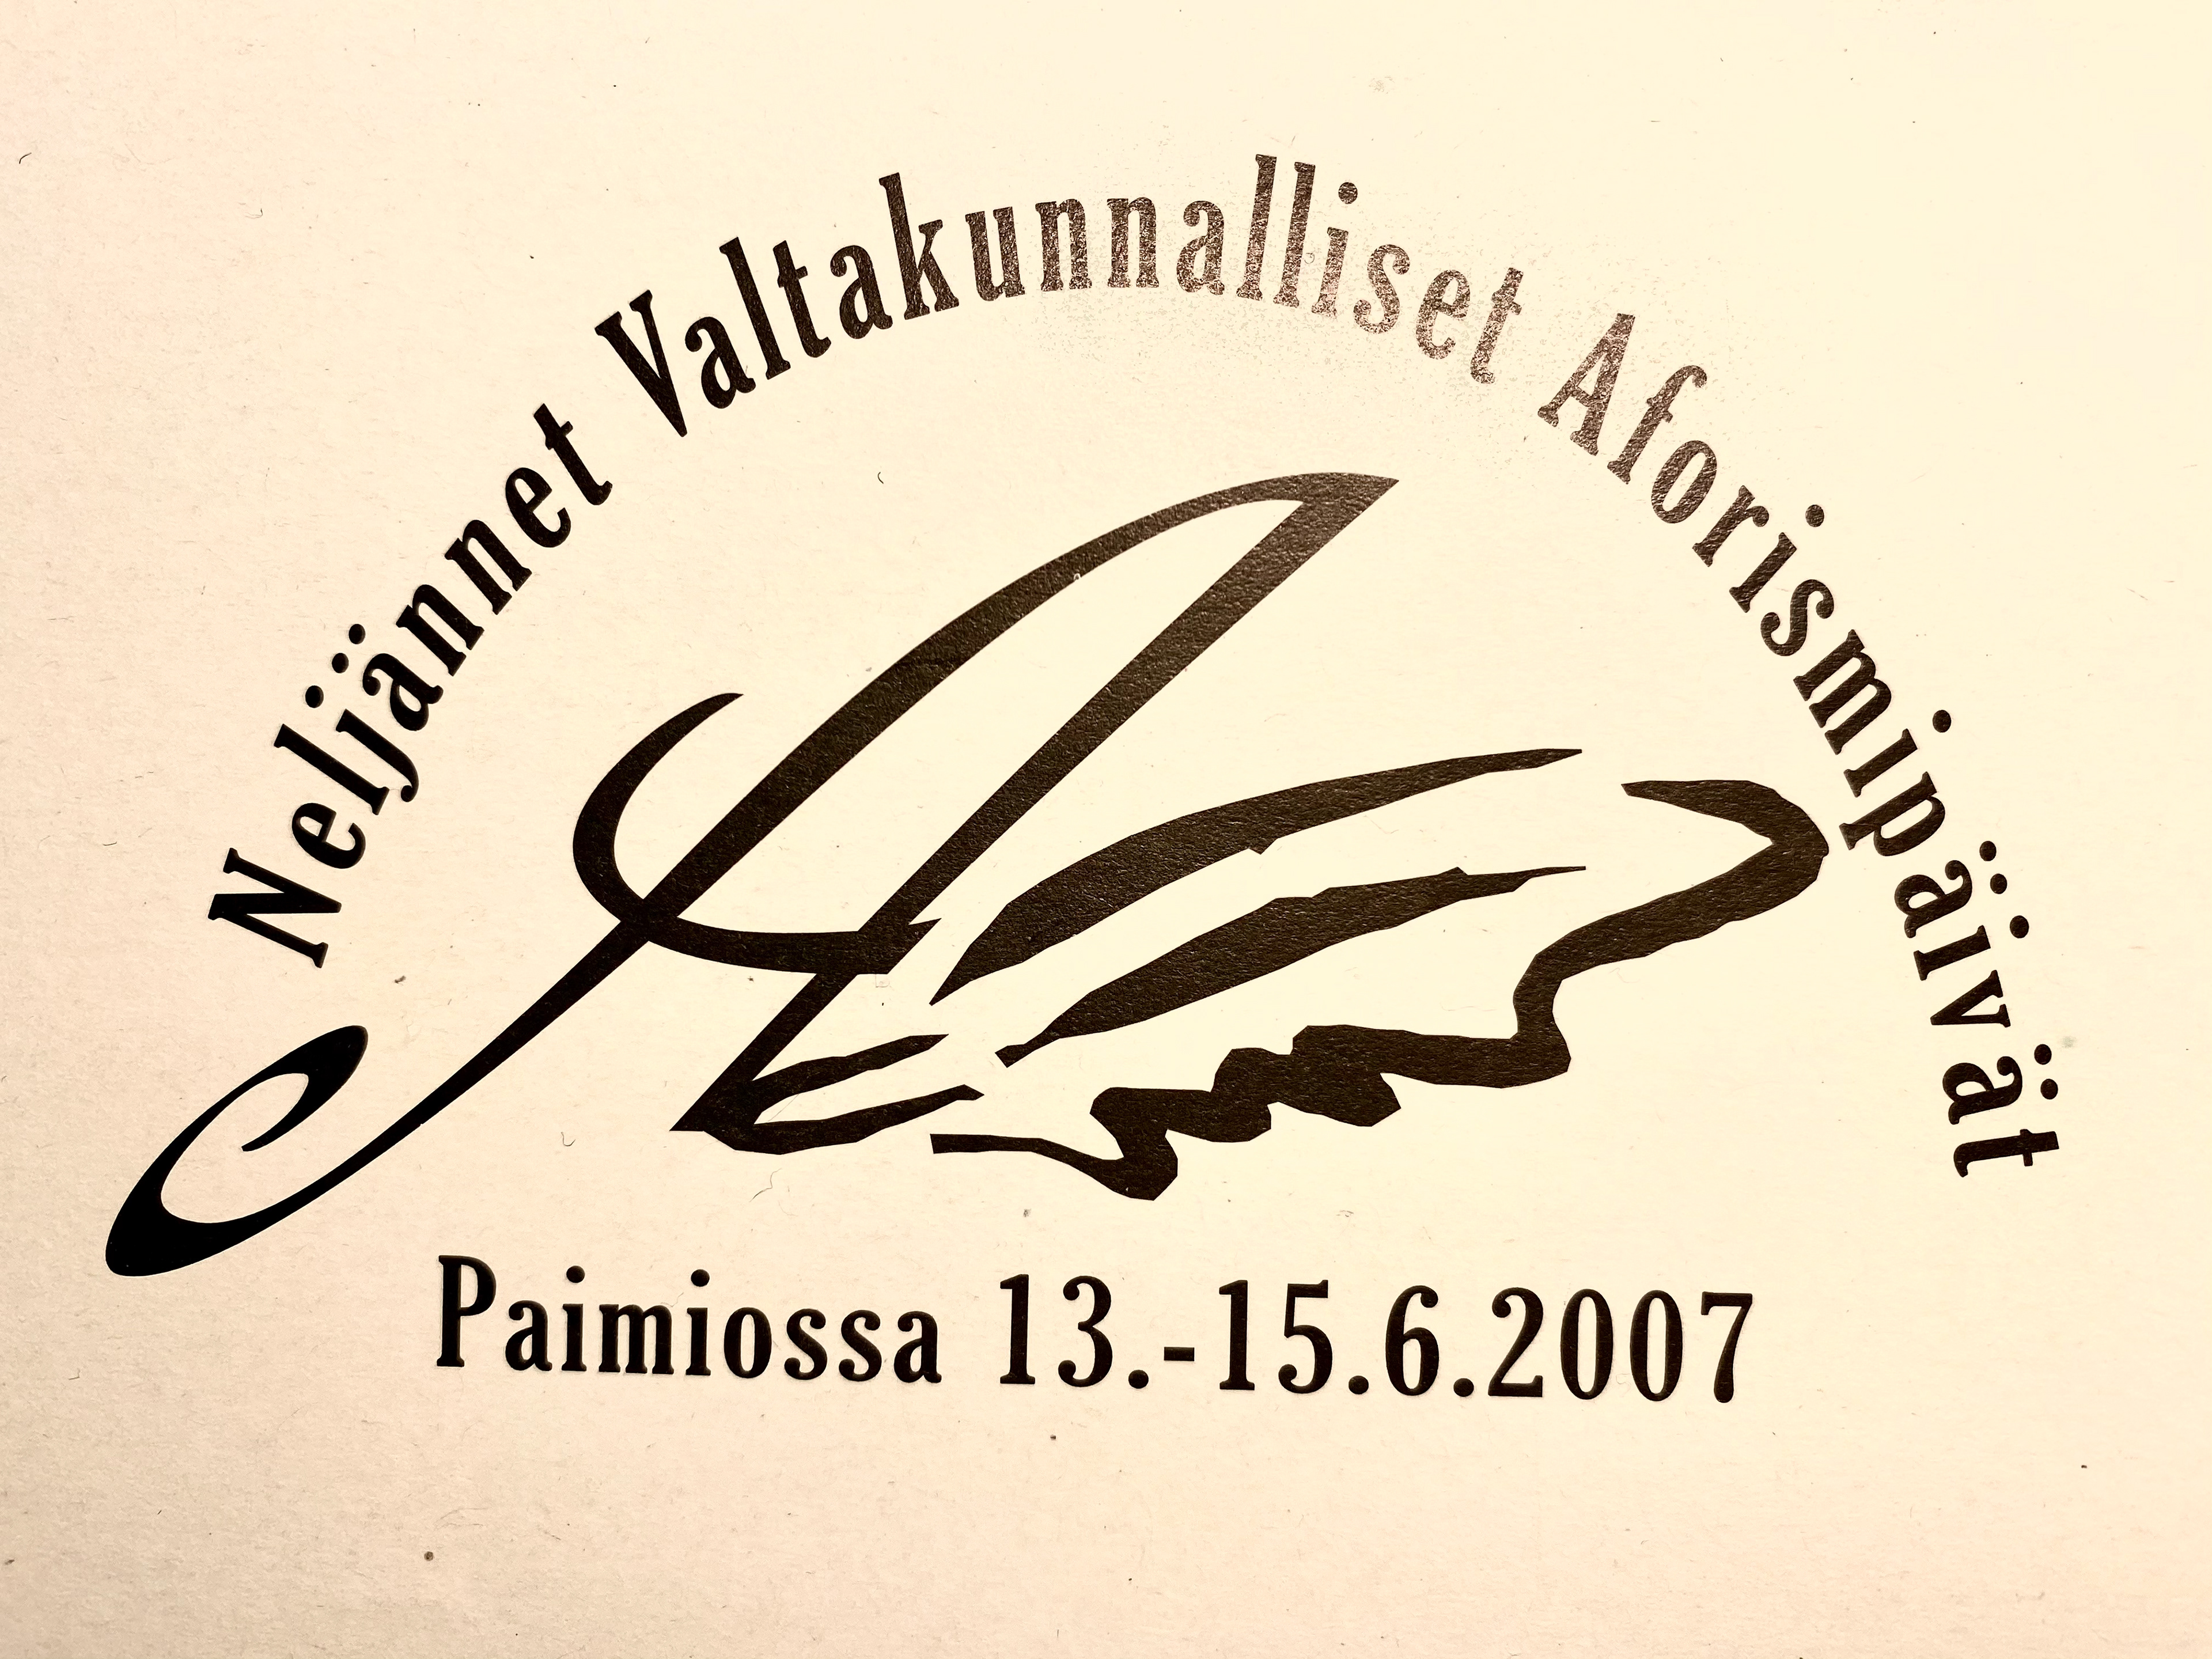 Neljännet Valtakunnalliset Aforismipäivät
Paimiossa 13.-15.6.2007